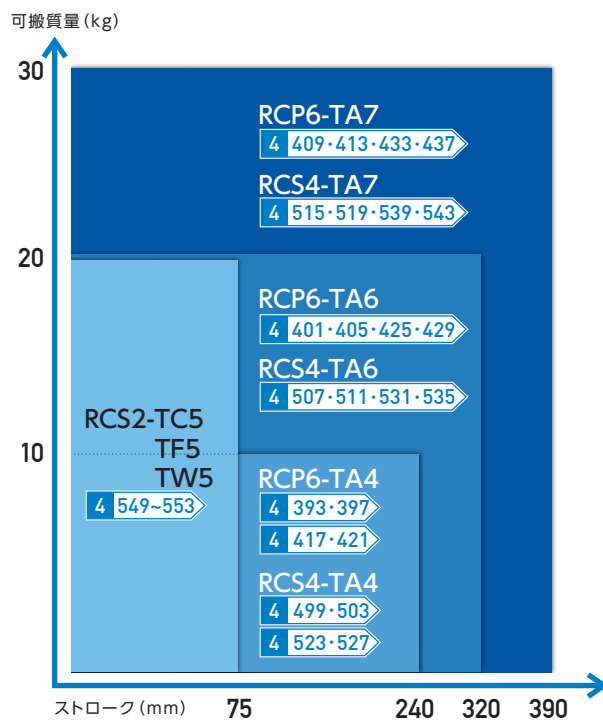 可搬質量(kg)
30
RCP6-TA7
4 409・413・433・437
RCS4-TA7
4 515・519・539・543
20
RCP6-TA6
4 401・405・425・429
RCS4-TA6
4 507・511・531・535
RCS2-TC5
TF5
TW5
4 549~553
10
RCP6-TA4
4 393・397
4 417・421
RCS4-TA4
4 499・503
4 523・527
ストローク(mm) 75 240 320 390